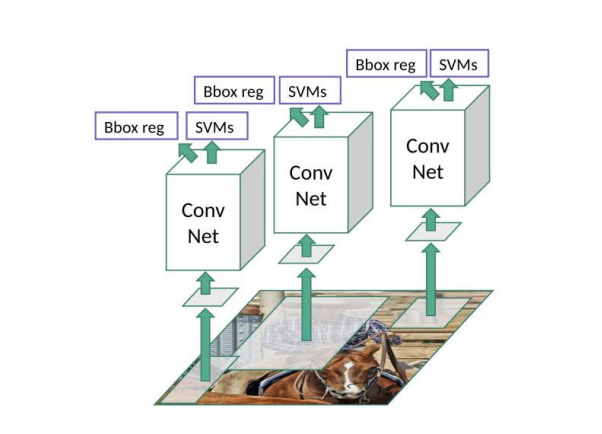 Bbox reg
SVMs
Bbox reg
SVMs
Bbox reg
SVMs
Conv
Net
Conv
Net
Conv
Net